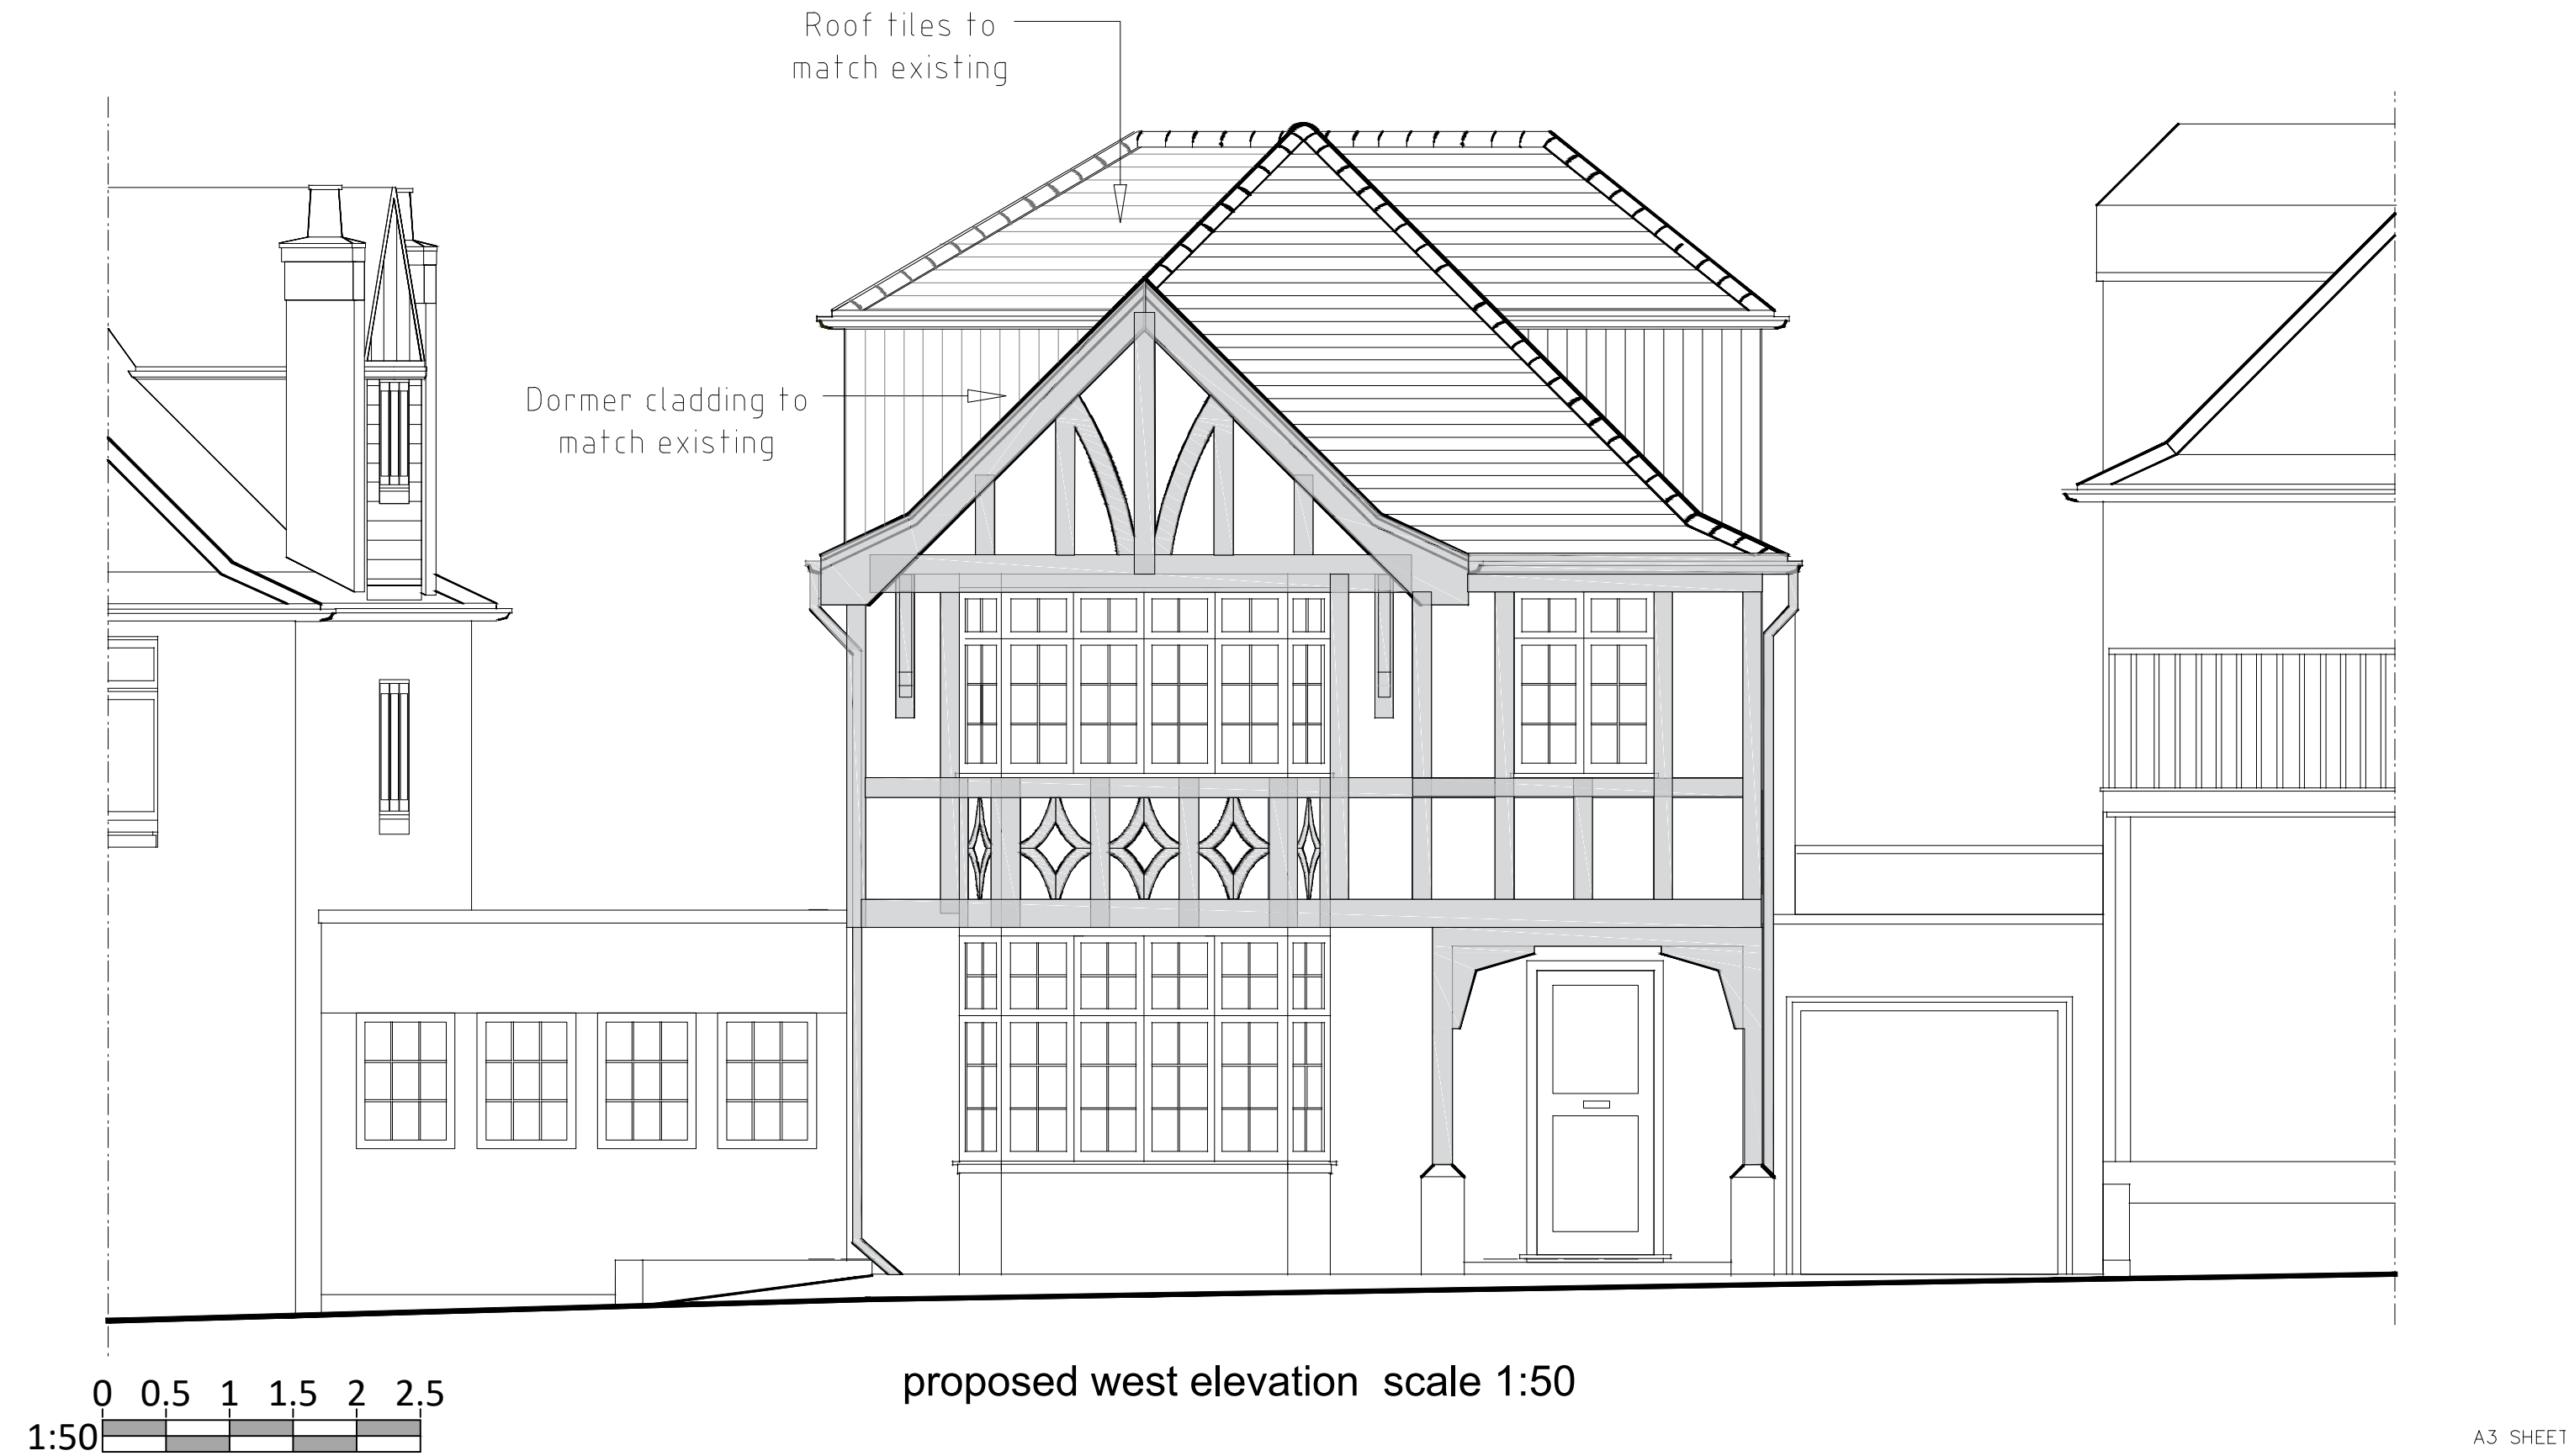 Roof tiles to
match existing
Dormer cladding to
match existing
proposed west elevation scale 1:50
0 0.5 1 1.5 2 2.5
1:50
A3 SHEET